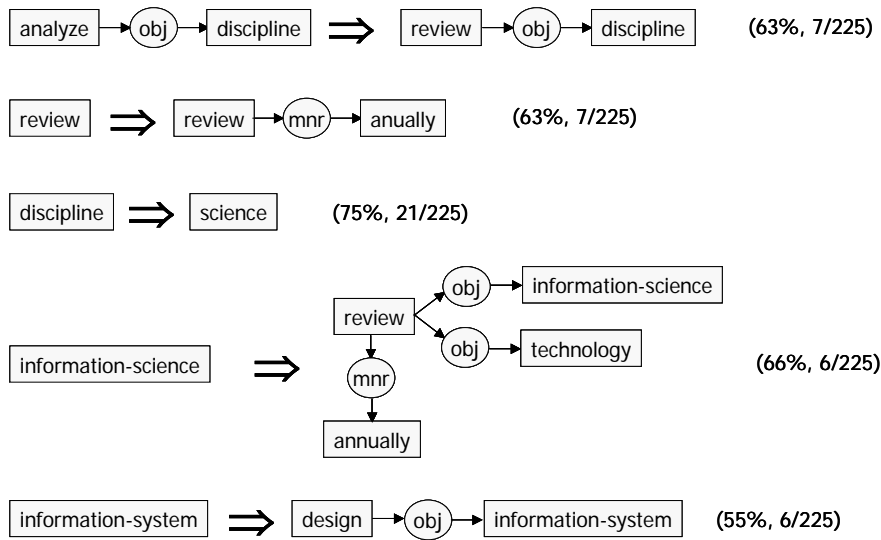 analyze obj discipline review obj discipline (63%, 7/225)
review review mnr anually (63%, 7/225)
discipline science (75%, 21/225)
obj information-science
review
obj technology
information-science (66%, 6/225)
mnr
annually
information-system design obj information-system (55%, 6/225)